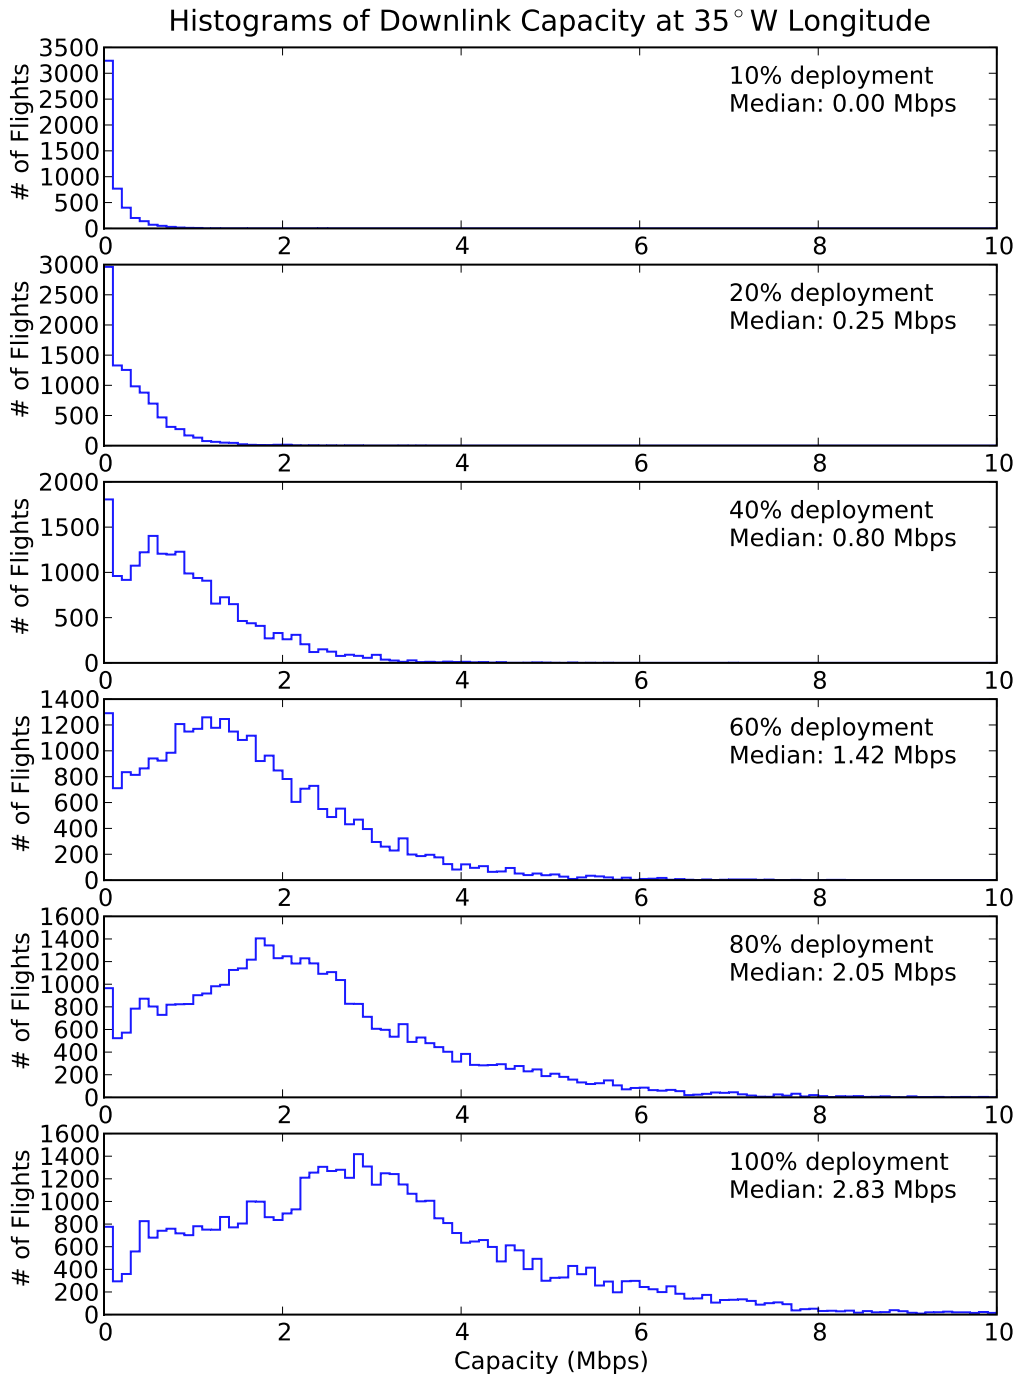 Histograms of Downlink Capacity at 35°W Longitude
3500
3000
2500
2000
1500
1000
500
0
# of Flights
10% deployment
Median: 0.00 Mbps
0 2 4 6 8 10
3000
2500
2000
1500
1000
500
0
# of Flights
20% deployment
Median: 0.25 Mbps
0 2 4 6 8 10
2000
1500
1000
500
0
# of Flights
40% deployment
Median: 0.80 Mbps
0 2 4 6 8 10
1400
1200
1000
800
600
400
200
0
# of Flights
60% deployment
Median: 1.42 Mbps
0 2 4 6 8 10
1600
1400
1200
1000
800
600
400
200
0
# of Flights
80% deployment
Median: 2.05 Mbps
0 2 4 6 8 10
1600
1400
1200
1000
800
600
400
200
0
# of Flights
100% deployment
Median: 2.83 Mbps
0 2 4 6 8 10
Capacity (Mbps)